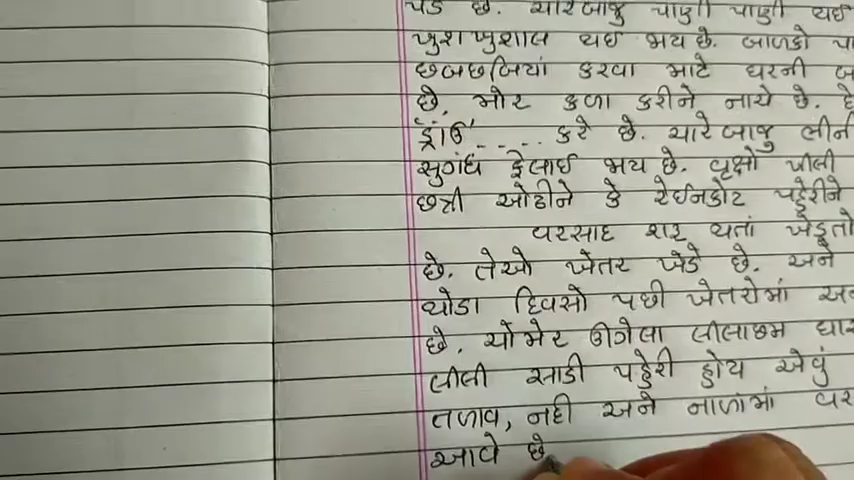 પડે છે. ચારેબાજુ પાણી પાણી થઈ
ખુશખુશાલ થઈ જાય છે. બાળકો
છબછબિયાં કરવા માટે ઘરની
છે. મોર કળા કરીને નાચે છે.
ડ્રાંઉ..... કરે છે. ચારેબાજુ
સુગંધ ફેલાઈ જાય છે. વૃક્ષો ખીલી
છત્રી ઓઢીને કે રેઈનકોટ પહેરીને
વરસાદ શરૂ થતાં ખેડૂતો
છે. તેઓ ખેતર ખેડે છે. અને
થોડા દિવસો પછી ખેતરોમાં
છે. ચોમેર ઊગેલા લીલાછમ
લીલી સાડી પહેરી હોય એવું
તળાવ, નદી અને નાળાંમાં
આવે છે